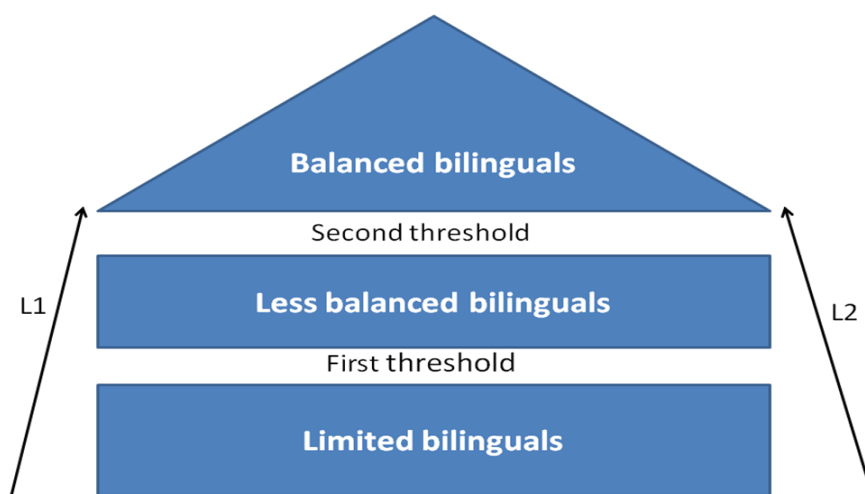 Balanced bilinguals
Second threshold
L1
Less balanced bilinguals
L2
First threshold
Limited bilinguals